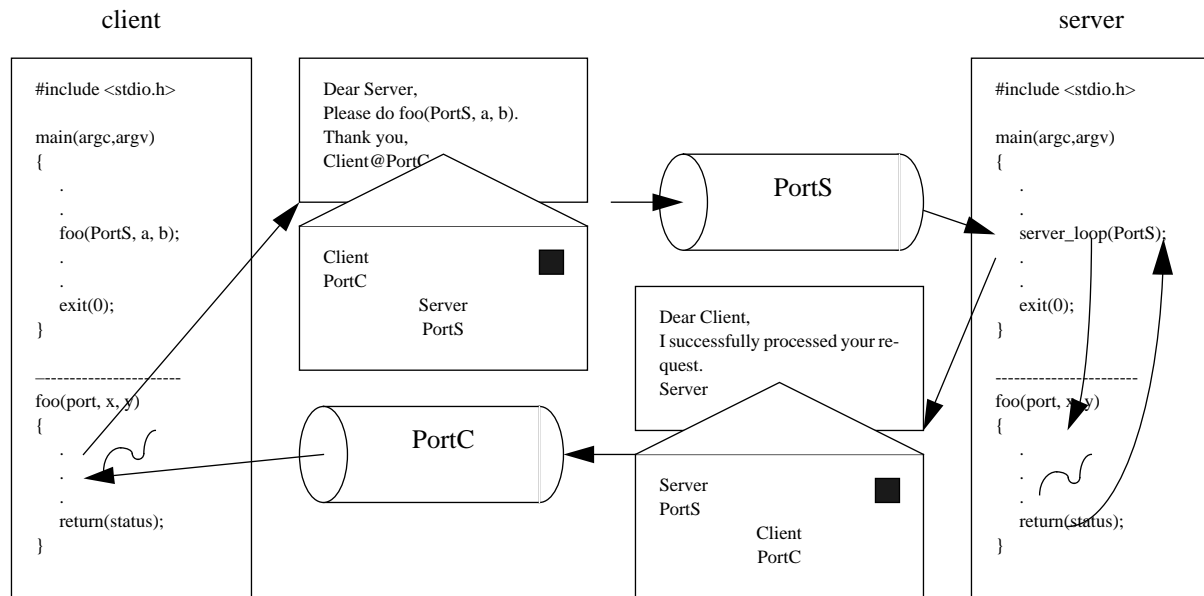 client
server
#include <stdio.h>
main(argc,argv)
{
.
.
foo(PortS, a, b);
.
.
exit(0);
}
------------------------
foo(port, x, y)
{
.
.
.
return(status);
}
Dear Server,
Please do foo(PortS, a, b).
Thank you,
Client@PortC
Client
PortC
Server
PortS
PortS
PortC
Dear Client,
I successfully processed your re-
quest.
Server
Server
PortS
Client
PortC
#include <stdio.h>
main(argc,argv)
{
.
.
server_loop(PortS);
.
.
exit(0);
}
------------------------
foo(port, x, y)
{
.
.
.
return(status);
}